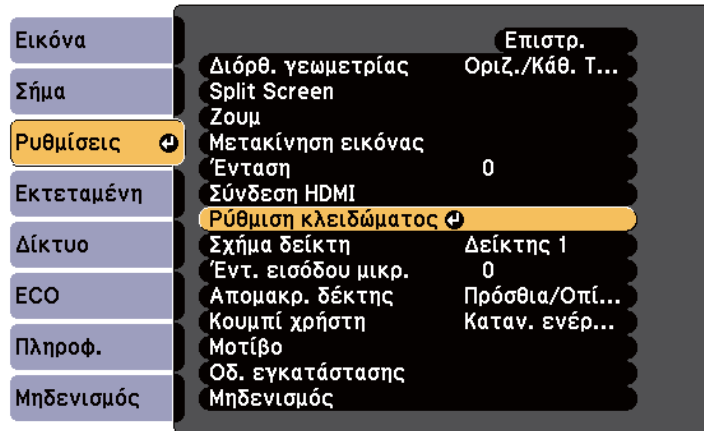 Εικόνα
Σήμα
Ρυθμίσεις
Εκτεταμένη
Δίκτυο
ECO
Πληροφ.
Μηδενισμός
Επιστρ.
Διόρθ. γεωμετρίας Οριζ./Κάθ. Τ...
Split Screen
Ζουμ
Μετακίνηση εικόνας
Ένταση 0
Σύνδεση HDMI
Ρύθμιση κλειδώματος
Σχήμα δείκτη Δείκτης 1
Έντ. εισόδου μικρ. 0
Απομακρ. δέκτης Πρόσθια/Οπί...
Κουμπί χρήστη Καταν. ενέρ...
Μοτίβο
Οδ. εγκατάστασης
Μηδενισμός